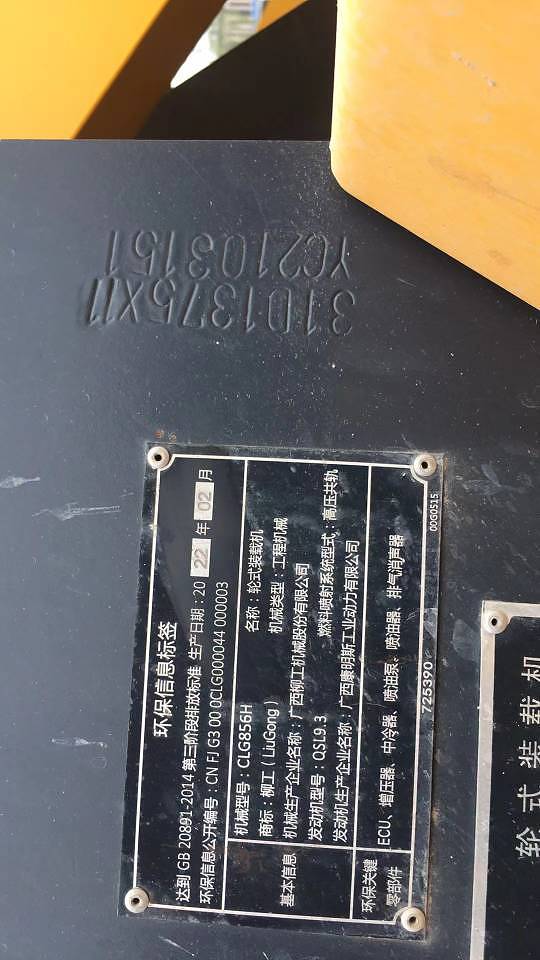 YC2103151
31D1375X11
环保信息标签
达到 GB 20891-2014 第三阶段排放标准 生产日期：2022年02月
环保信息公开编号：CN FJ G3 00 0CLG000044 000003
基本信息
机械型号：CLG856H 名称：轮式装载机
商标：柳工（LiuGong） 机械类型：工程机械
机械生产企业名称：广西柳工机械股份有限公司
发动机型号：QSL9.3 燃料喷射系统型式：高压共轨
发动机生产企业名称：广西康明斯工业动力有限公司
环保关键
零部件
ECU、增压器、中冷器、喷油泵、喷油器、排气消声器
725390
00G0515
轮式装载机